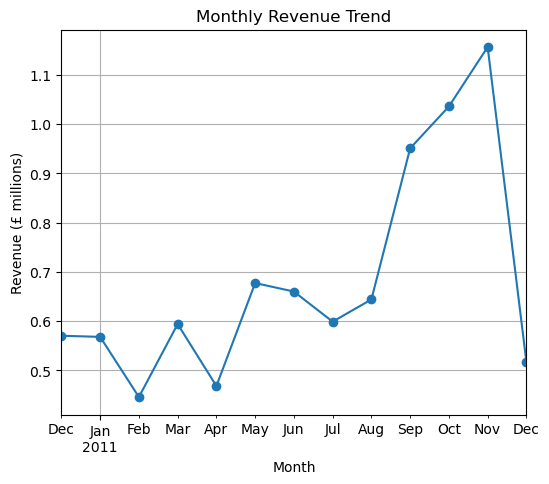 Monthly Revenue Trend
Revenue (£ millions)
1.1
1.0
0.9
0.8
0.7
0.6
0.5
Dec Jan Feb Mar Apr May Jun Jul Aug Sep Oct Nov Dec
2011
Month